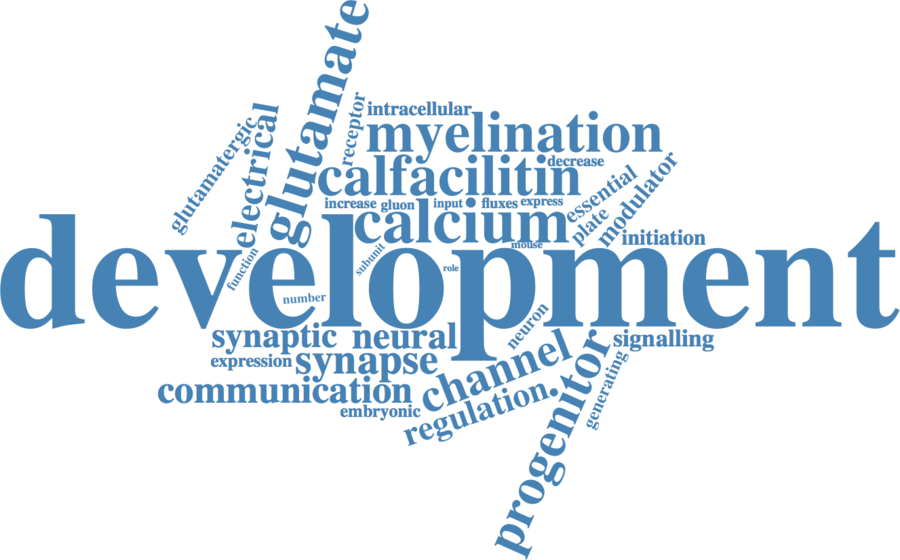 glutamate
glutamatergic
electrical
receptor
intracellular
myelination
calfacilitin
decrease
increase
gluon
input
fluxes
express
essential
plate
modulator
calcium
mouse
initiation
development
function
subunit
role
number
synaptic
neural
neuron
signalling
expression
synapse
channel
progenitor
generating
communication
embryonic
regulation.